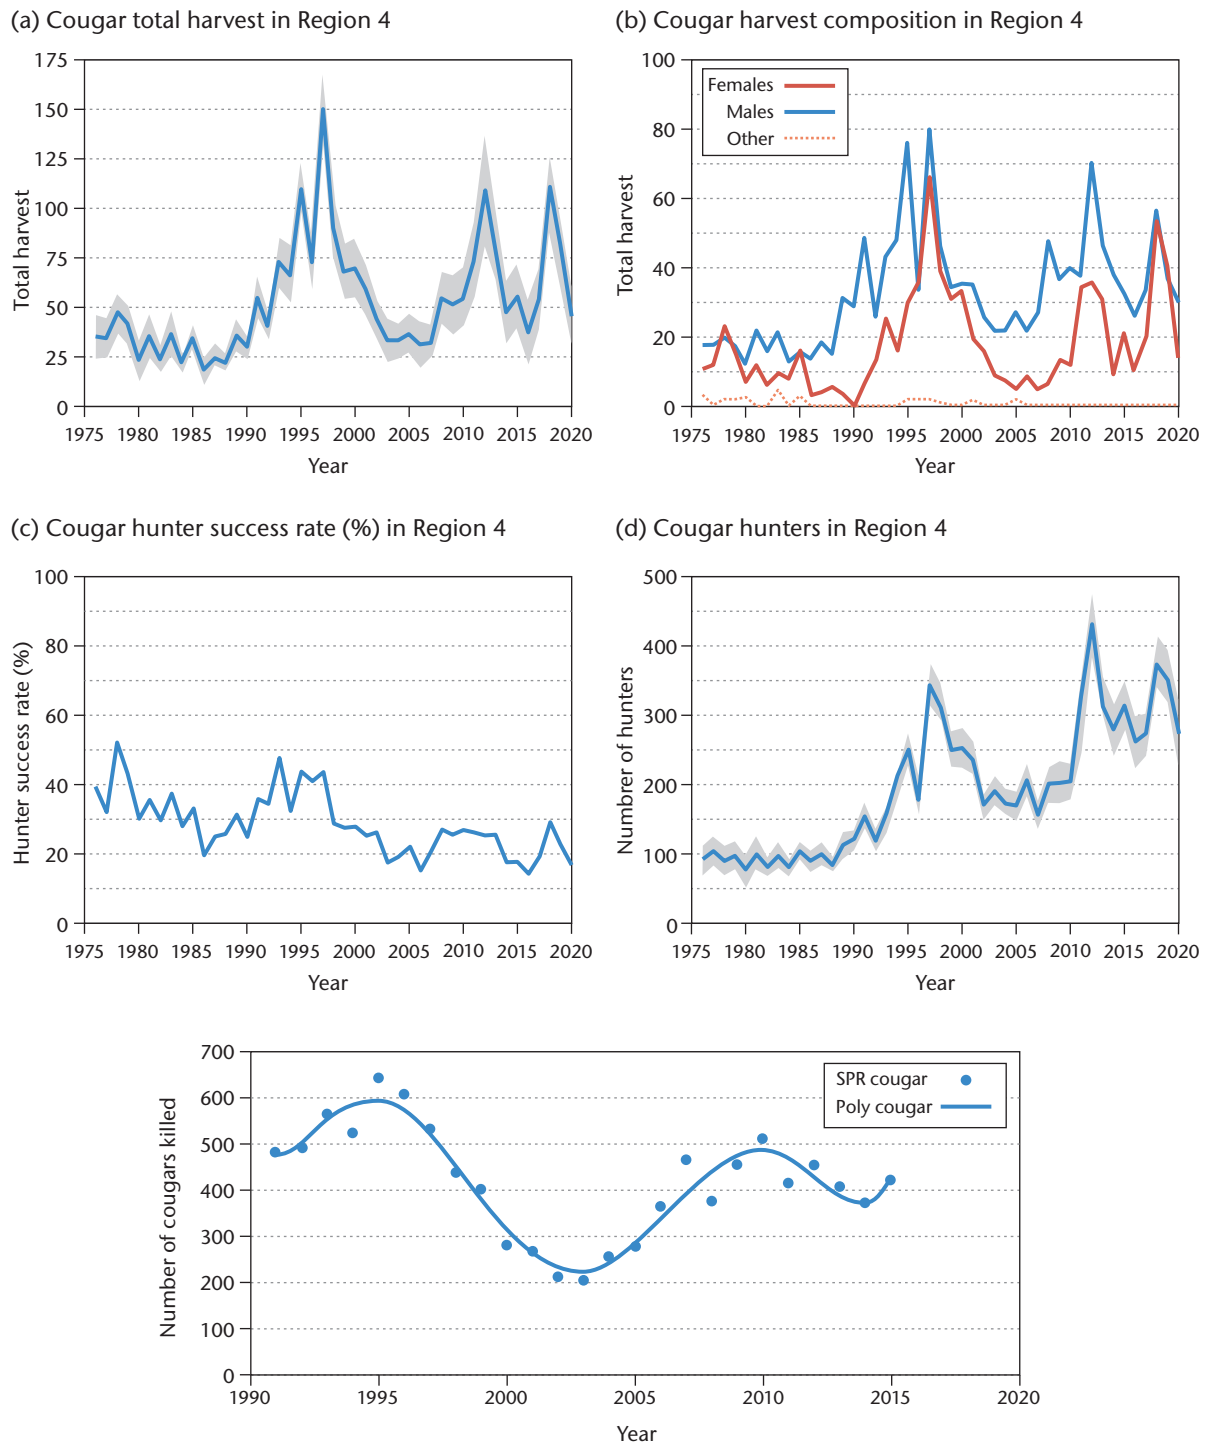 (a) Cougar total harvest in Region 4
175
150
125
100
75
50
25
0
Total harvest
1975 1980 1985 1990 1995 2000 2005 2010 2015 2020
Year
(b) Cougar harvest composition in Region 4
100
80
60
40
20
0
Total harvest
Females
Males
Other
1975 1980 1985 1990 1995 2000 2005 2010 2015 2020
Year
(c) Cougar hunter success rate (%) in Region 4
100
80
60
40
20
0
Hunter success rate (%)
1975 1980 1985 1990 1995 2000 2005 2010 2015 2020
Year
(d) Cougar hunters in Region 4
500
400
300
200
100
0
Numbrer of hunters
1975 1980 1985 1990 1995 2000 2005 2010 2015 2020
Year
700
600
500
400
300
200
100
0
Number of cougars killed
SPR cougar
Poly cougar
1990 1995 2000 2005 2010 2015 2020
Year